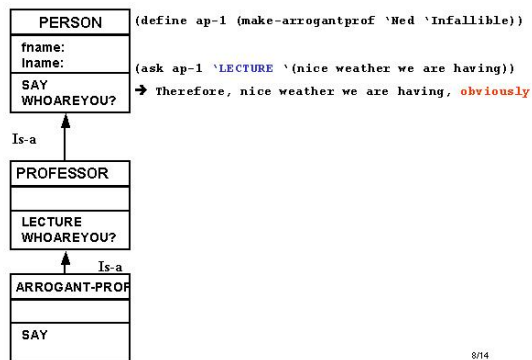 PERSON
fname:
lname:
SAY
WHOAREYOU?
Is-a
PROFESSOR
LECTURE
WHOAREYOU?
Is-a
ARROGANT-PROF
SAY
(define ap-1 (make-arrogantprof `Ned `Infallible))
(ask ap-1 `LECTURE `(nice weather we are having))
➔ Therefore, nice weather we are having, obviously
8/14